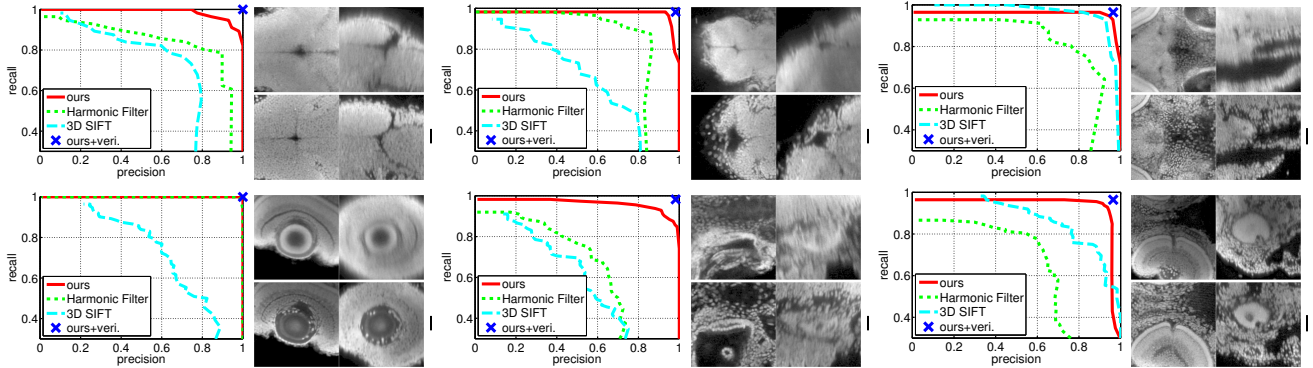 1
0.8
0.6
0.4
recall
ours
Harmonic Filter
3D SIFT
ours+veri.
0 0.2 0.4 0.6 0.8 1
precision
1
0.8
0.6
0.4
recall
ours
Harmonic Filter
3D SIFT
ours+veri.
0 0.2 0.4 0.6 0.8 1
precision
1
0.8
0.6
0.4
recall
ours
Harmonic Filter
3D SIFT
ours+veri.
0 0.2 0.4 0.6 0.8 1
precision
1
0.8
0.6
0.4
recall
ours
Harmonic Filter
3D SIFT
ours+veri.
0 0.2 0.4 0.6 0.8 1
precision
1
0.8
0.6
0.4
recall
ours
Harmonic Filter
3D SIFT
ours+veri.
0 0.2 0.4 0.6 0.8 1
precision
1
0.8
0.6
0.4
recall
ours
Harmonic Filter
3D SIFT
ours+veri.
0 0.2 0.4 0.6 0.8 1
precision